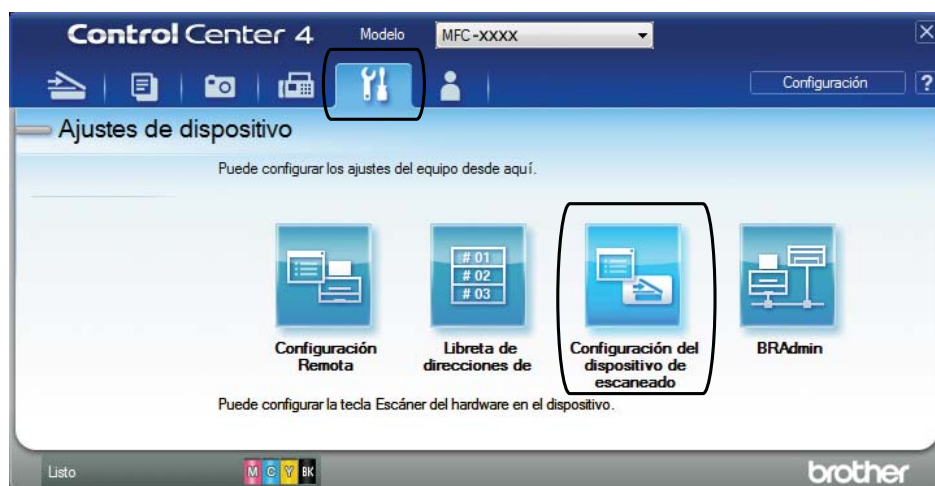 Control Center 4
Modelo
MFC-XXXX
Configuración
?
Ajustes de dispositivo
Puede configurar los ajustes del equipo desde aquí.
# 01
# 02
# 03
Configuración
Remota
Libreta de
direcciones de
Configuración del
dispositivo de
escaneado
BRAdmin
Puede configurar la tecla Escáner del hardware en el dispositivo.
Listo
M C Y BK
brother